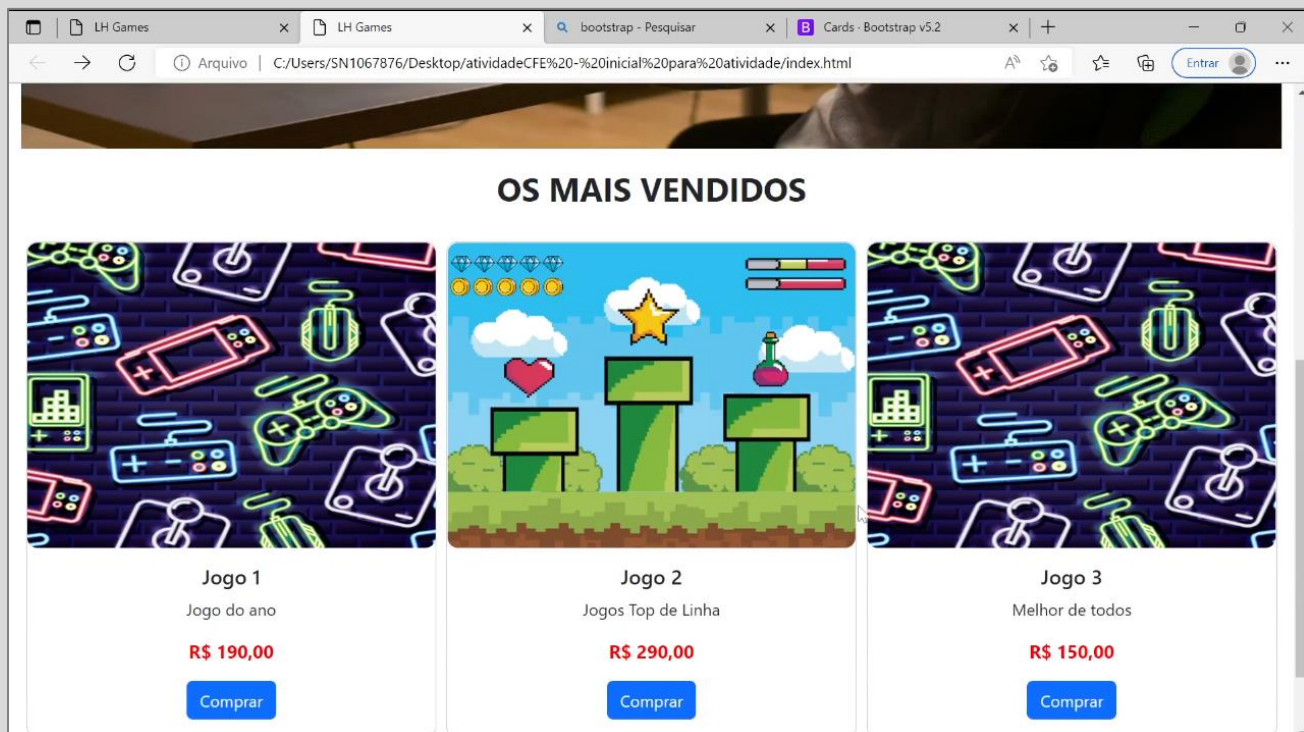 LH Games
LH Games
bootstrap - Pesquisar
B Cards · Bootstrap v5.2
Arquivo
C:/Users/SN1067876/Desktop/atividadeCFE%20-%20inicial%20para%20atividade/index.html
Entrar
OS MAIS VENDIDOS
Jogo 1
Jogo do ano
R$ 190,00
Comprar
Jogo 2
Jogos Top de Linha
R$ 290,00
Comprar
Jogo 3
Melhor de todos
R$ 150,00
Comprar